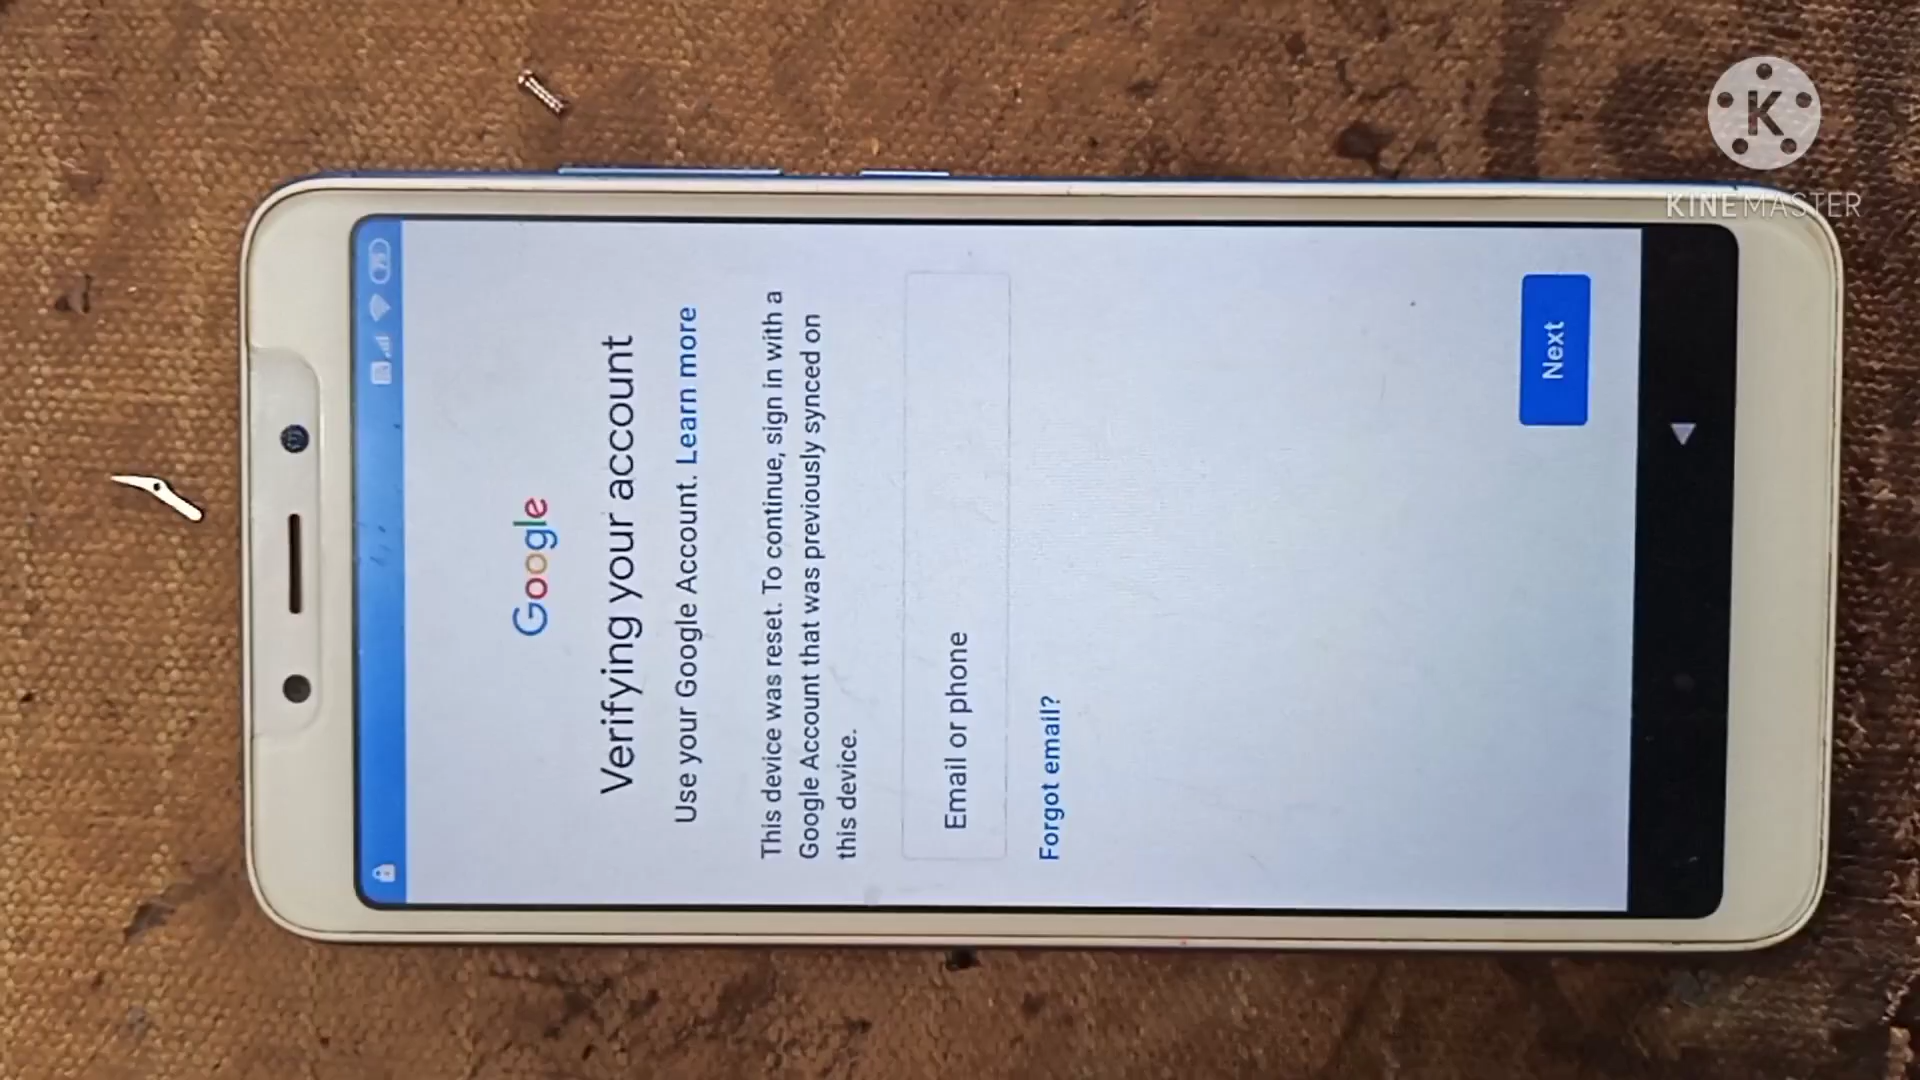 K
KINEMASTER
Google
Verifying your account
Use your Google Account. Learn more
This device was reset. To continue, sign in with a
Google Account that was previously synced on
this device.
Email or phone
Forgot email?
Next